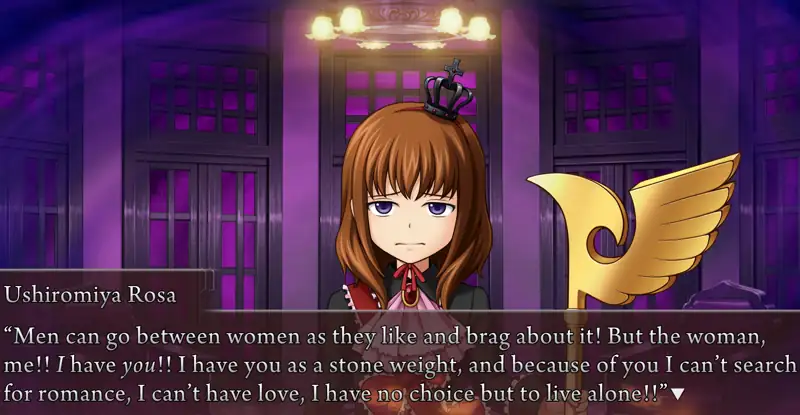 Ushiromiya Rosa
“Men can go between women as they like and brag about it! But the woman,
me!! I have you!! I have you as a stone weight, and because of you I can’t search
for romance, I can’t have love, I have no choice but to live alone!!”▼